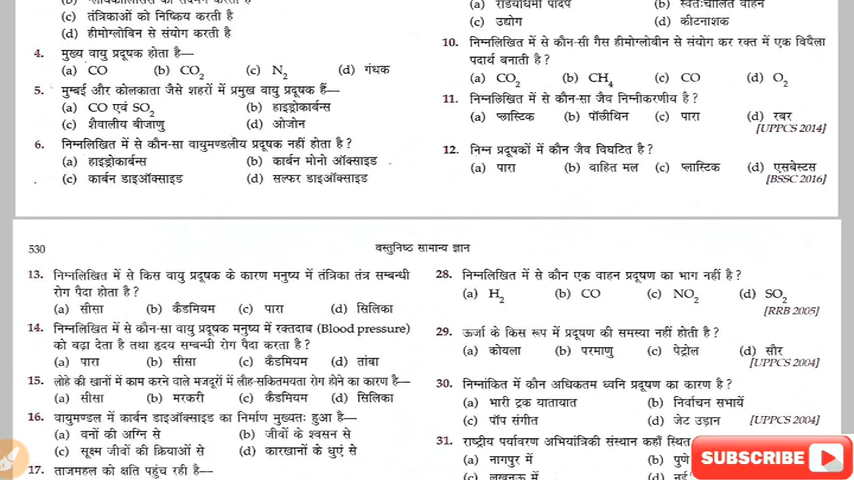 (c) तंत्रिकाओं को निष्क्रिय करती है
(d) हीमोग्लोबिन से संयोग करती है
4. मुख्य वायु प्रदूषक होता है—
(a) CO (b) CO₂ (c) N₂ (d) गंधक
5. मुम्बई और कोलकाता जैसे शहरों में प्रमुख वायु प्रदूषक हैं—
(a) CO एवं SO₂ (b) हाइड्रोकार्बन्स
(c) शैवालीय बीजाणु (d) ओजोन
6. निम्नलिखित में से कौन-सा वायुमण्डलीय प्रदूषक नहीं होता है?
(a) हाइड्रोकार्बन्स (b) कार्बन मोनो ऑक्साइड
(c) कार्बन डाइऑक्साइड (d) सल्फर डाइऑक्साइड
(c) उद्योग (d) कीटनाशक
10. निम्नलिखित में से कौन-सी गैस हीमोग्लोबीन से संयोग कर रक्त में एक विषैला
पदार्थ बनाती है?
(a) CO₂ (b) CH₄ (c) CO (d) O₂
11. निम्नलिखित में से कौन-सा जैव निम्नीकरणीय है?
(a) प्लास्टिक (b) पॉलीथिन (c) पारा (d) रबर
[UPPCS 2014]
12. निम्न प्रदूषकों में कौन जैव विघटित है?
(a) पारा (b) वाहित मल (c) प्लास्टिक (d) एसबेस्टस
[BSSC 2016]
530 वस्तुनिष्ठ सामान्य ज्ञान
13. निम्नलिखित में से किस वायु प्रदूषक के कारण मनुष्य में तंत्रिका तंत्र सम्बन्धी
रोग पैदा होता है?
(a) सीसा (b) कैडमियम (c) पारा (d) सिलिका
14. निम्नलिखित में से कौन-सा वायु प्रदूषक मनुष्य में रक्तदाब (Blood pressure)
को बढ़ा देता है तथा हृदय सम्बन्धी रोग पैदा करता है?
(a) पारा (b) सीसा (c) कैडमियम (d) तांबा
15. लोहे की खानों में काम करने वाले मजदूरों में लौह-सकितमयता रोग होने का कारण है—
(a) सीसा (b) मरकरी (c) कैडमियम (d) सिलिका
16. वायुमण्डल में कार्बन डाइऑक्साइड का निर्माण मुख्यतः हुआ है—
(a) वनों की अग्नि से (b) जीवों के श्वसन से
(c) सूक्ष्म जीवों की क्रियाओं से (d) कारखानों के धुएं से
17. ताजमहल को क्षति पहुंच रही है—
28. निम्नलिखित में से कौन एक वाहन प्रदूषण का भाग नहीं है?
(a) H₂ (b) CO (c) NO₂ (d) SO₂
[RRB 2005]
29. ऊर्जा के किस रूप में प्रदूषण की समस्या नहीं होती है?
(a) कोयला (b) परमाणु (c) पेट्रोल (d) सौर
[UPPCS 2004]
30. निम्नांकित में कौन अधिकतम ध्वनि प्रदूषण का कारण है?
(a) भारी ट्रक यातायात (b) निर्वाचन सभायें
(c) पॉप संगीत (d) जेट उड़ान [UPPCS 2004]
31. राष्ट्रीय पर्यावरण अभियांत्रिकी संस्थान कहाँ स्थित
(a) नागपुर में (b) पुणे
SUBSCRIBE